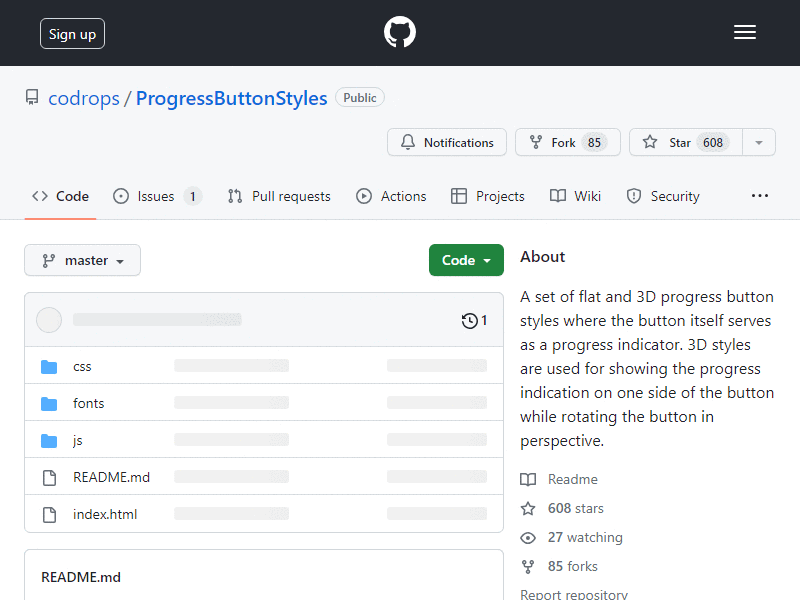 Sign up
codrops / ProgressButtonStyles Public
Notifications Fork 85 Star 608
Code Issues 1 Pull requests Actions Projects Wiki Security
master Code
1
css
fonts
js
README.md
index.html
README.md
About
A set of flat and 3D progress button
styles where the button itself serves
as a progress indicator. 3D styles
are used for showing the progress
indication on one side of the button
while rotating the button in
perspective.
Readme
608 stars
27 watching
85 forks
Report repository